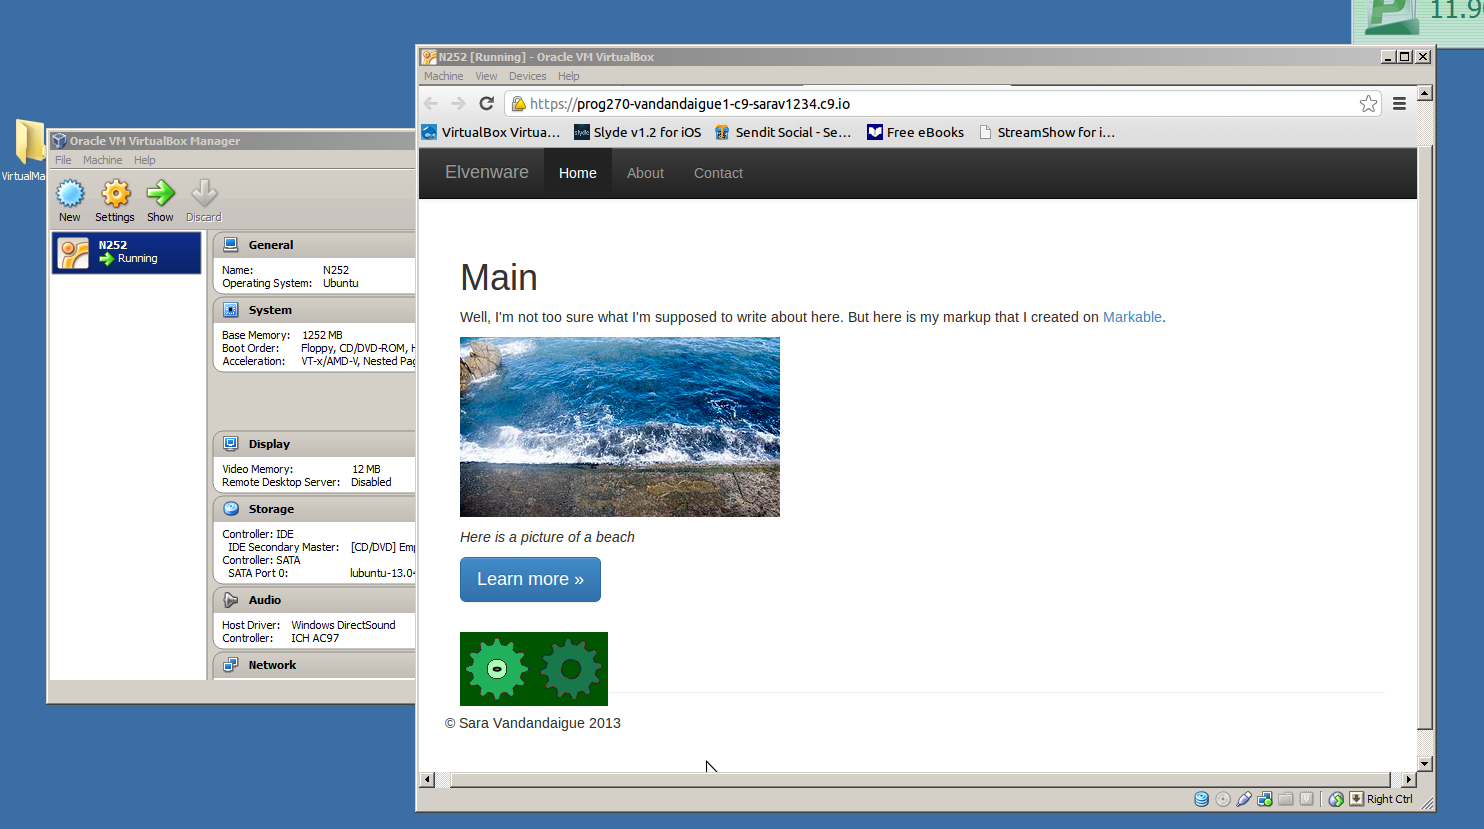 11.9
VirtualMa
Oracle VM VirtualBox Manager
File Machine Help
New Settings Show Discard
N252
Running
General
Name: N252
Operating System: Ubuntu
System
Base Memory: 1252 MB
Boot Order: Floppy, CD/DVD-ROM, H
Acceleration: VT-x/AMD-V, Nested Pag
Display
Video Memory: 12 MB
Remote Desktop Server: Disabled
Storage
Controller: IDE
IDE Secondary Master: [CD/DVD] Emp
Controller: SATA
SATA Port 0: lubuntu-13.04
Audio
Host Driver: Windows DirectSound
Controller: ICH AC97
Network
N252 [Running] - Oracle VM VirtualBox
Machine View Devices Help
https://prog270-vandandaigue1-c9-sarav1234.c9.io
VirtualBox Virtua... slyde Slyde v1.2 for iOS Sendit Social - Se... Free eBooks StreamShow for i...
Elvenware Home About Contact
Main
Well, I'm not too sure what I'm supposed to write about here. But here is my markup that I created on Markable.
Here is a picture of a beach
Learn more »
© Sara Vandandaigue 2013
Right Ctrl